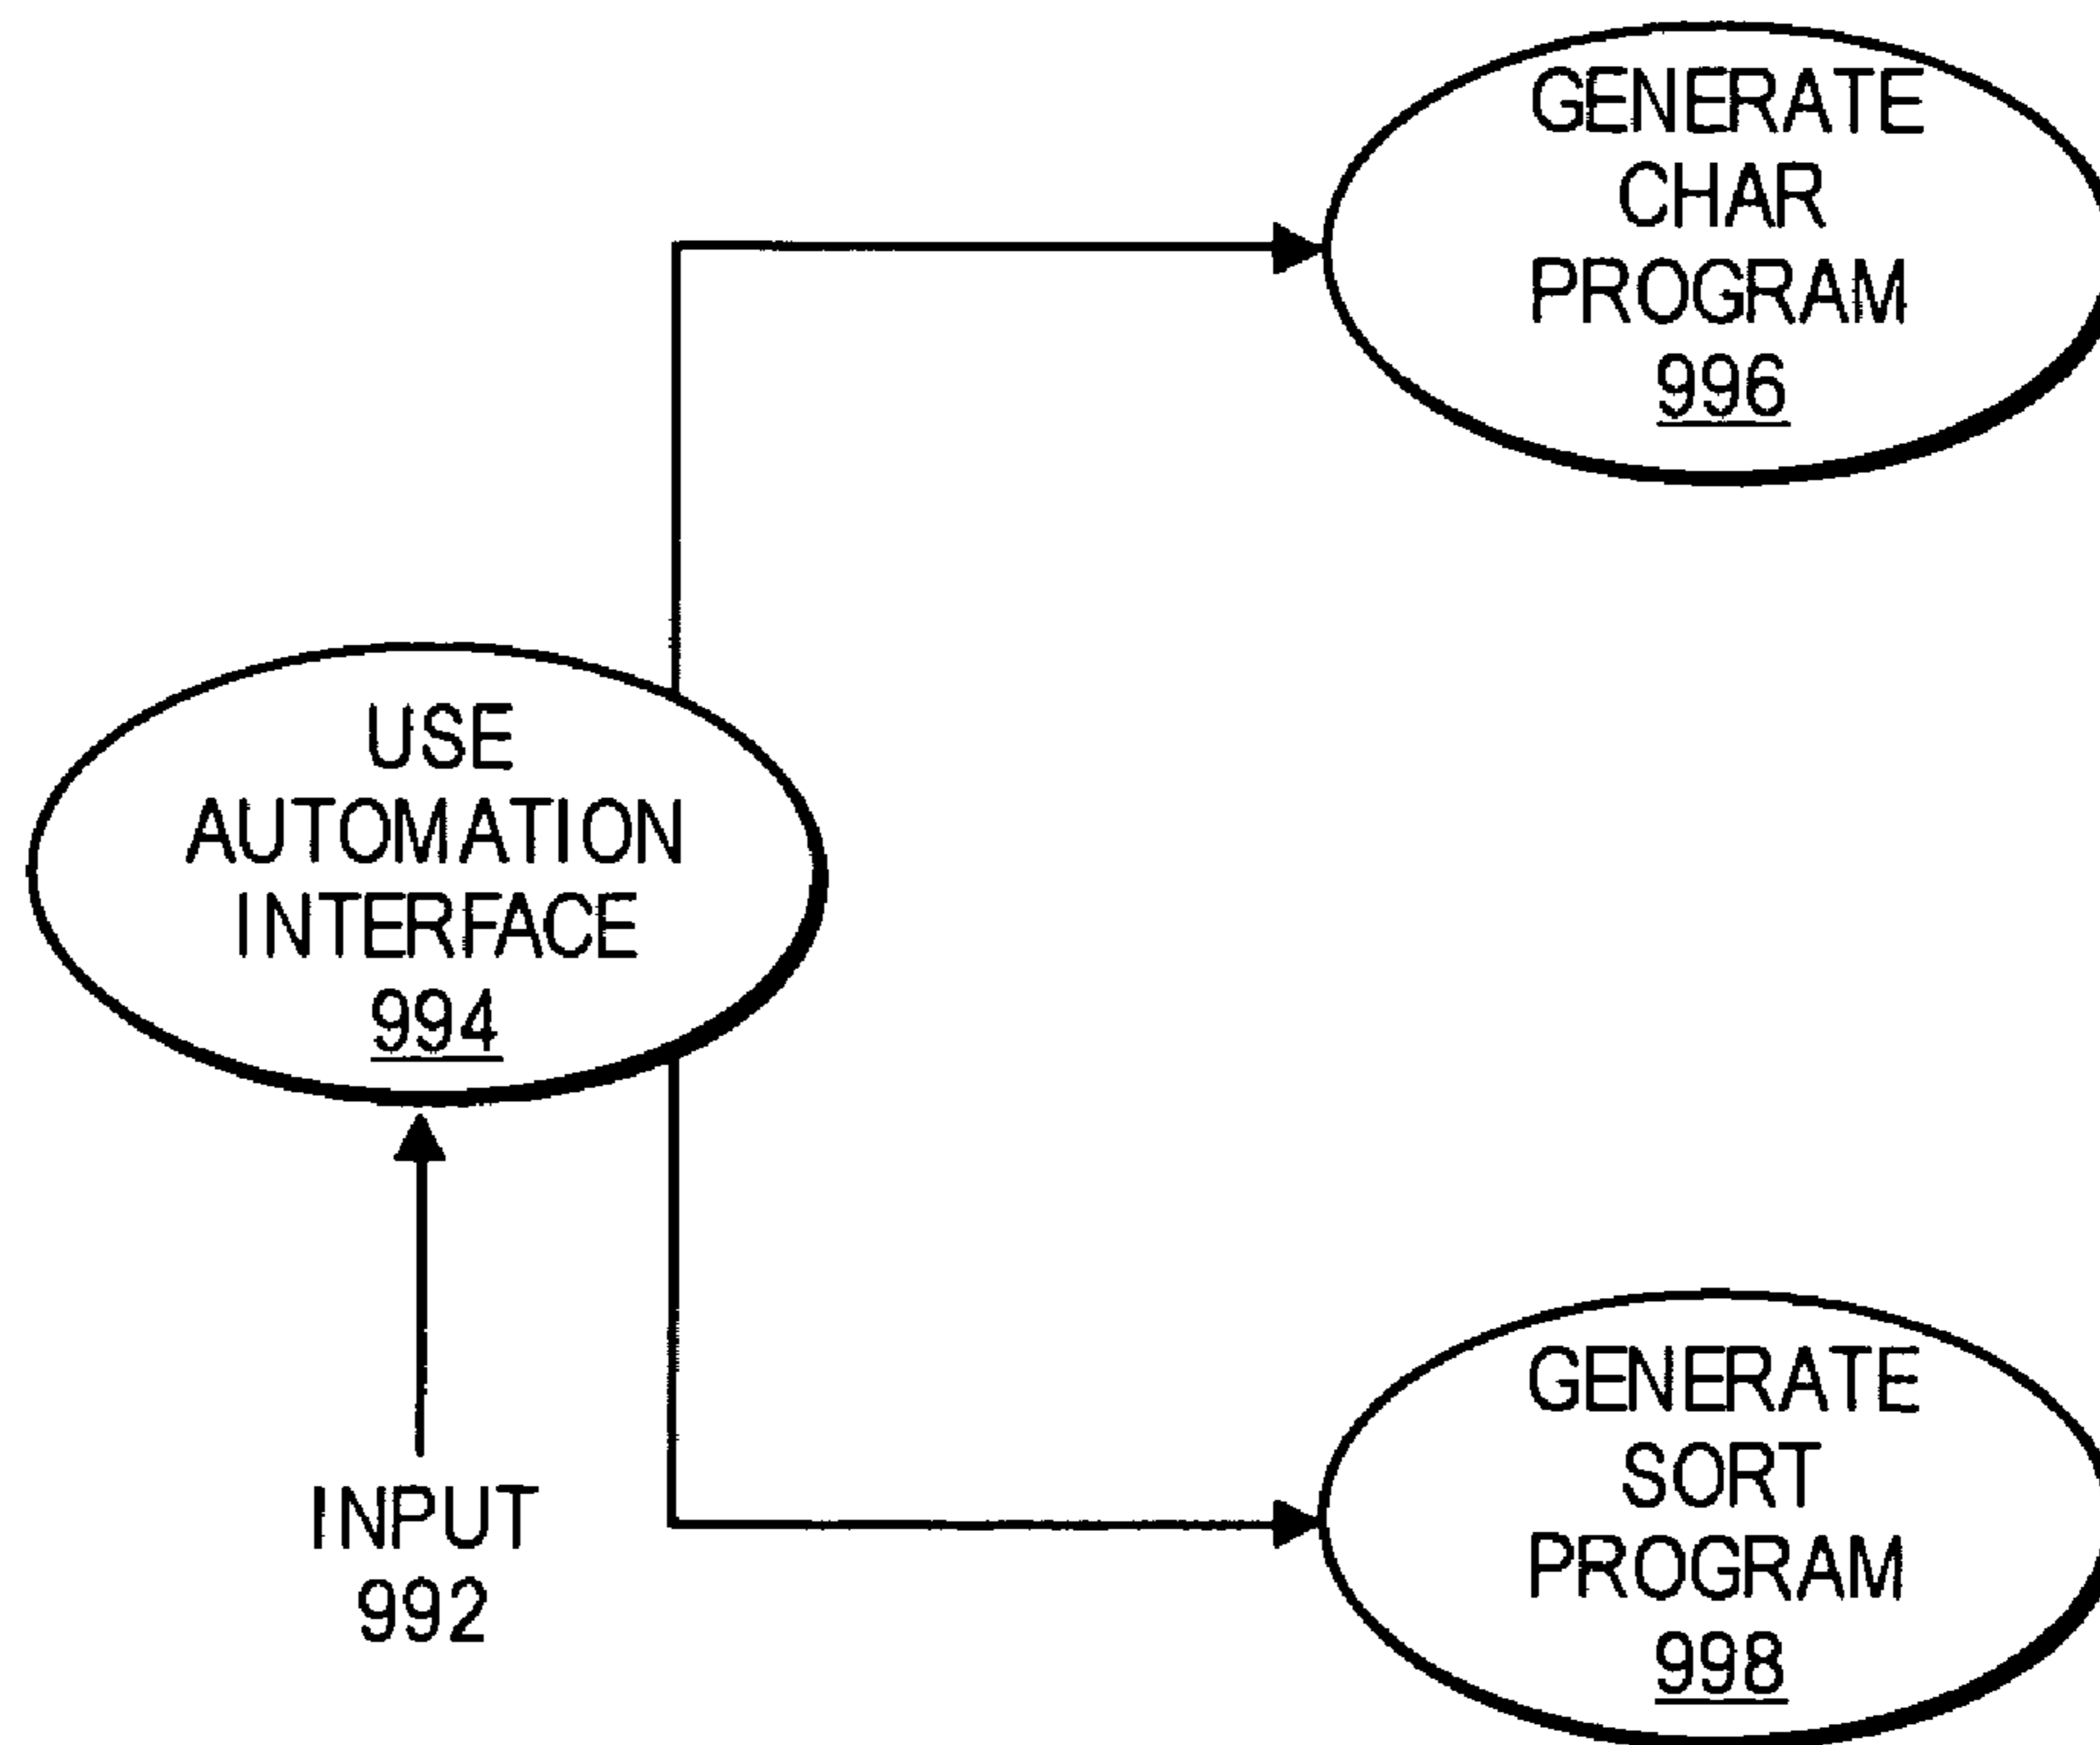 GENERATE
CHAR
PROGRAM
996
USE
AUTOMATION
INTERFACE
994
INPUT
992
GENERATE
SORT
PROGRAM
998